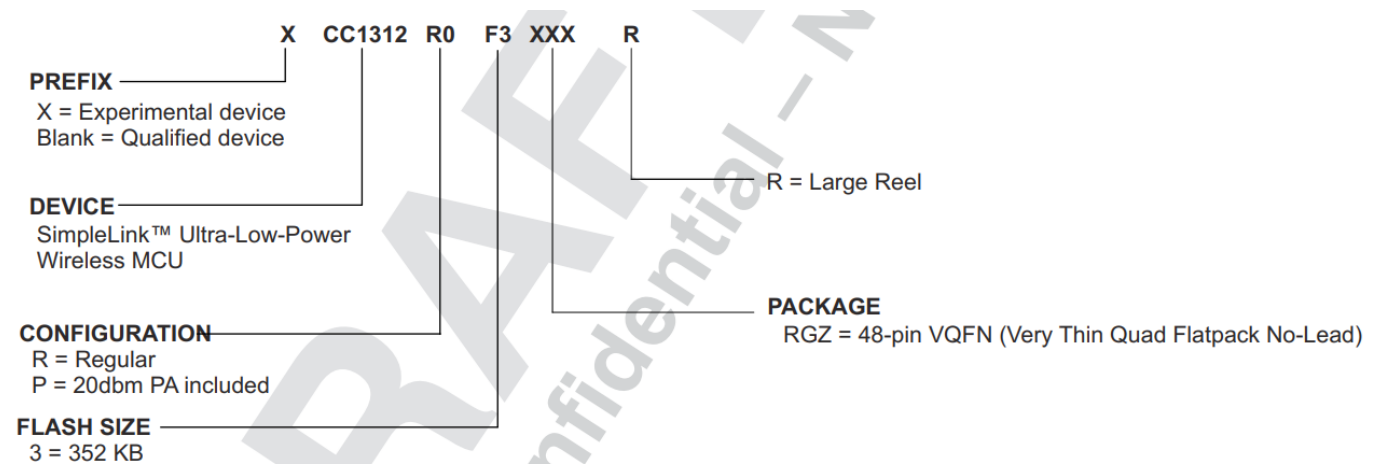 X CC1312 R0 F3 XXX R
PREFIX
X = Experimental device
Blank = Qualified device
R = Large Reel
DEVICE
SimpleLink™ Ultra-Low-Power
Wireless MCU
PACKAGE
RGZ = 48-pin VQFN (Very Thin Quad Flatpack No-Lead)
CONFIGURATION
R = Regular
P = 20dbm PA included
FLASH SIZE
3 = 352 KB